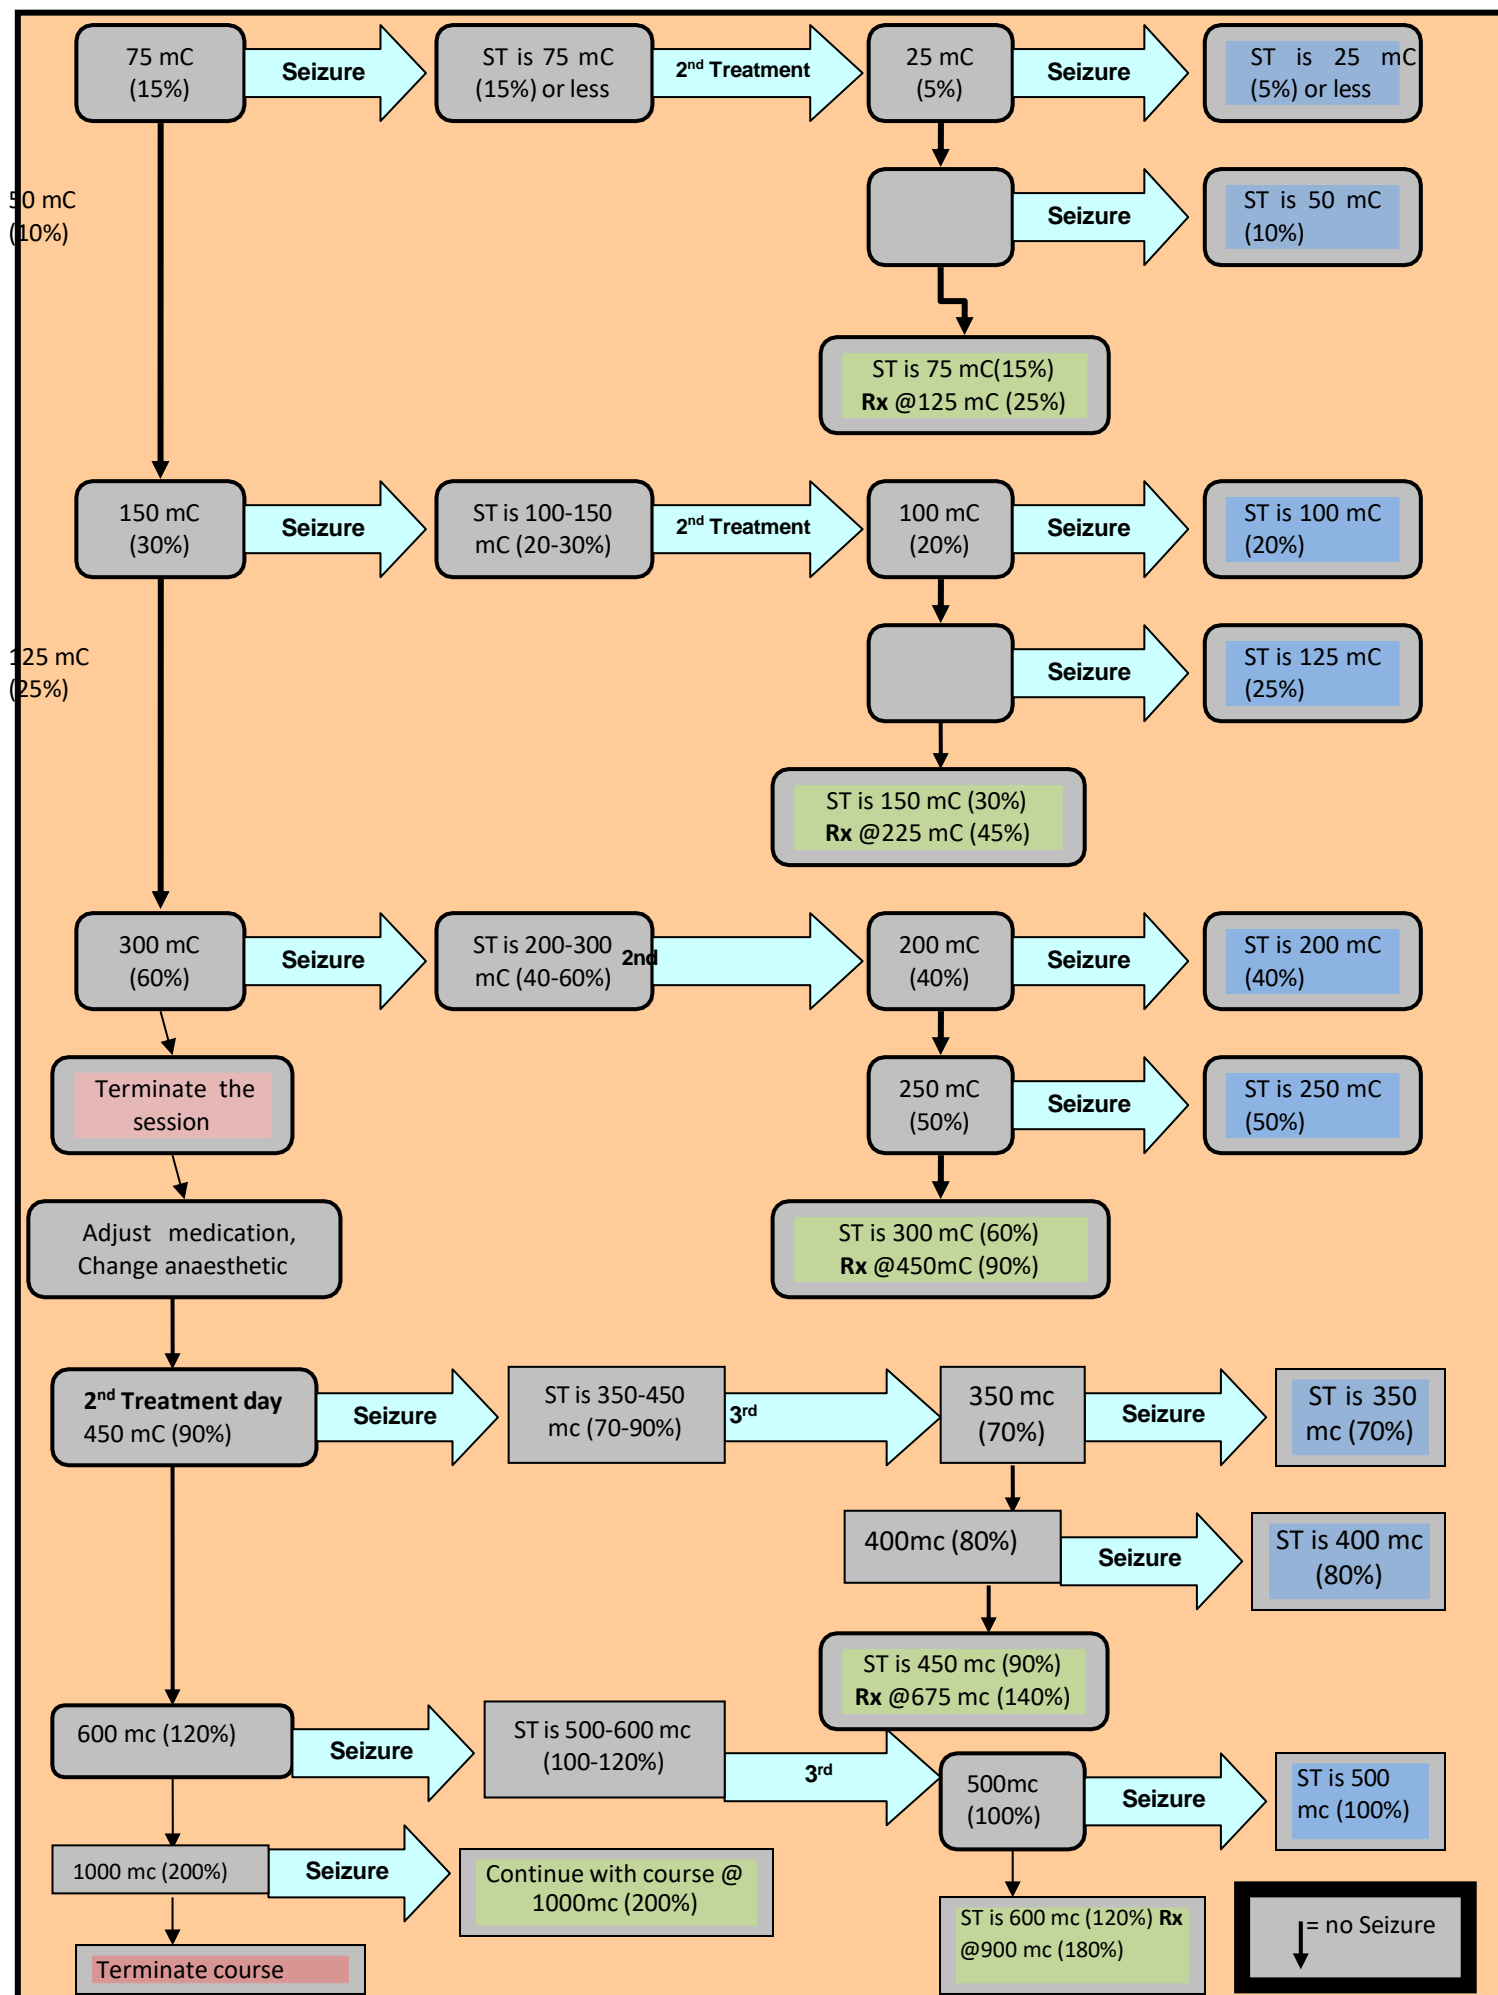 75 mC
(15%)
Seizure
ST is 75 mC
(15%) or less
2nd Treatment
25 mC
(5%)
Seizure
ST is 25 mC
(5%) or less
50 mC
(10%)
Seizure
ST is 50 mC
(10%)
ST is 75 mC(15%)
Rx @125 mC (25%)
150 mC
(30%)
Seizure
ST is 100-150
mC (20-30%)
2nd Treatment
100 mC
(20%)
Seizure
ST is 100 mC
(20%)
125 mC
(25%)
Seizure
ST is 125 mC
(25%)
ST is 150 mC (30%)
Rx @225 mC (45%)
300 mC
(60%)
Seizure
ST is 200-300
mC (40-60%)
2nd
200 mC
(40%)
Seizure
ST is 200 mC
(40%)
Terminate the
session
250 mC
(50%)
Seizure
ST is 250 mC
(50%)
Adjust medication,
Change anaesthetic
ST is 300 mC (60%)
Rx @450mC (90%)
2nd Treatment day
450 mC (90%)
Seizure
ST is 350-450
mc (70-90%)
3rd
350 mc
(70%)
Seizure
ST is 350
mc (70%)
400mc (80%)
Seizure
ST is 400 mc
(80%)
ST is 450 mc (90%)
Rx @675 mc (140%)
600 mc (120%)
Seizure
ST is 500-600 mc
(100-120%)
3rd
500mc
(100%)
Seizure
ST is 500
mc (100%)
1000 mc (200%)
Seizure
Continue with course @
1000mc (200%)
ST is 600 mc (120%) Rx
@900 mc (180%)
= no Seizure
Terminate course